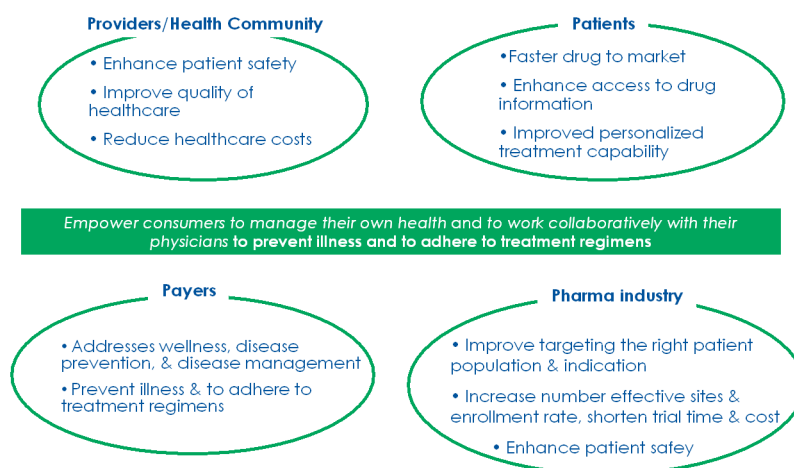 Providers/Health Community
• Enhance patient safety
• Improve quality of
healthcare
• Reduce healthcare costs
Patients
•Faster drug to market
• Enhance access to drug
information
• Improved personalized
treatment capability
Empower consumers to manage their own health and to work collaboratively with their
physicians to prevent illness and to adhere to treatment regimens
Payers
• Addresses wellness, disease
prevention, & disease management
• Prevent illness & to adhere to
treatment regimens
Pharma industry
• Improve targeting the right patient
population & indication
• Increase number effective sites &
enrollment rate, shorten trial time & cost
• Enhance patient safey